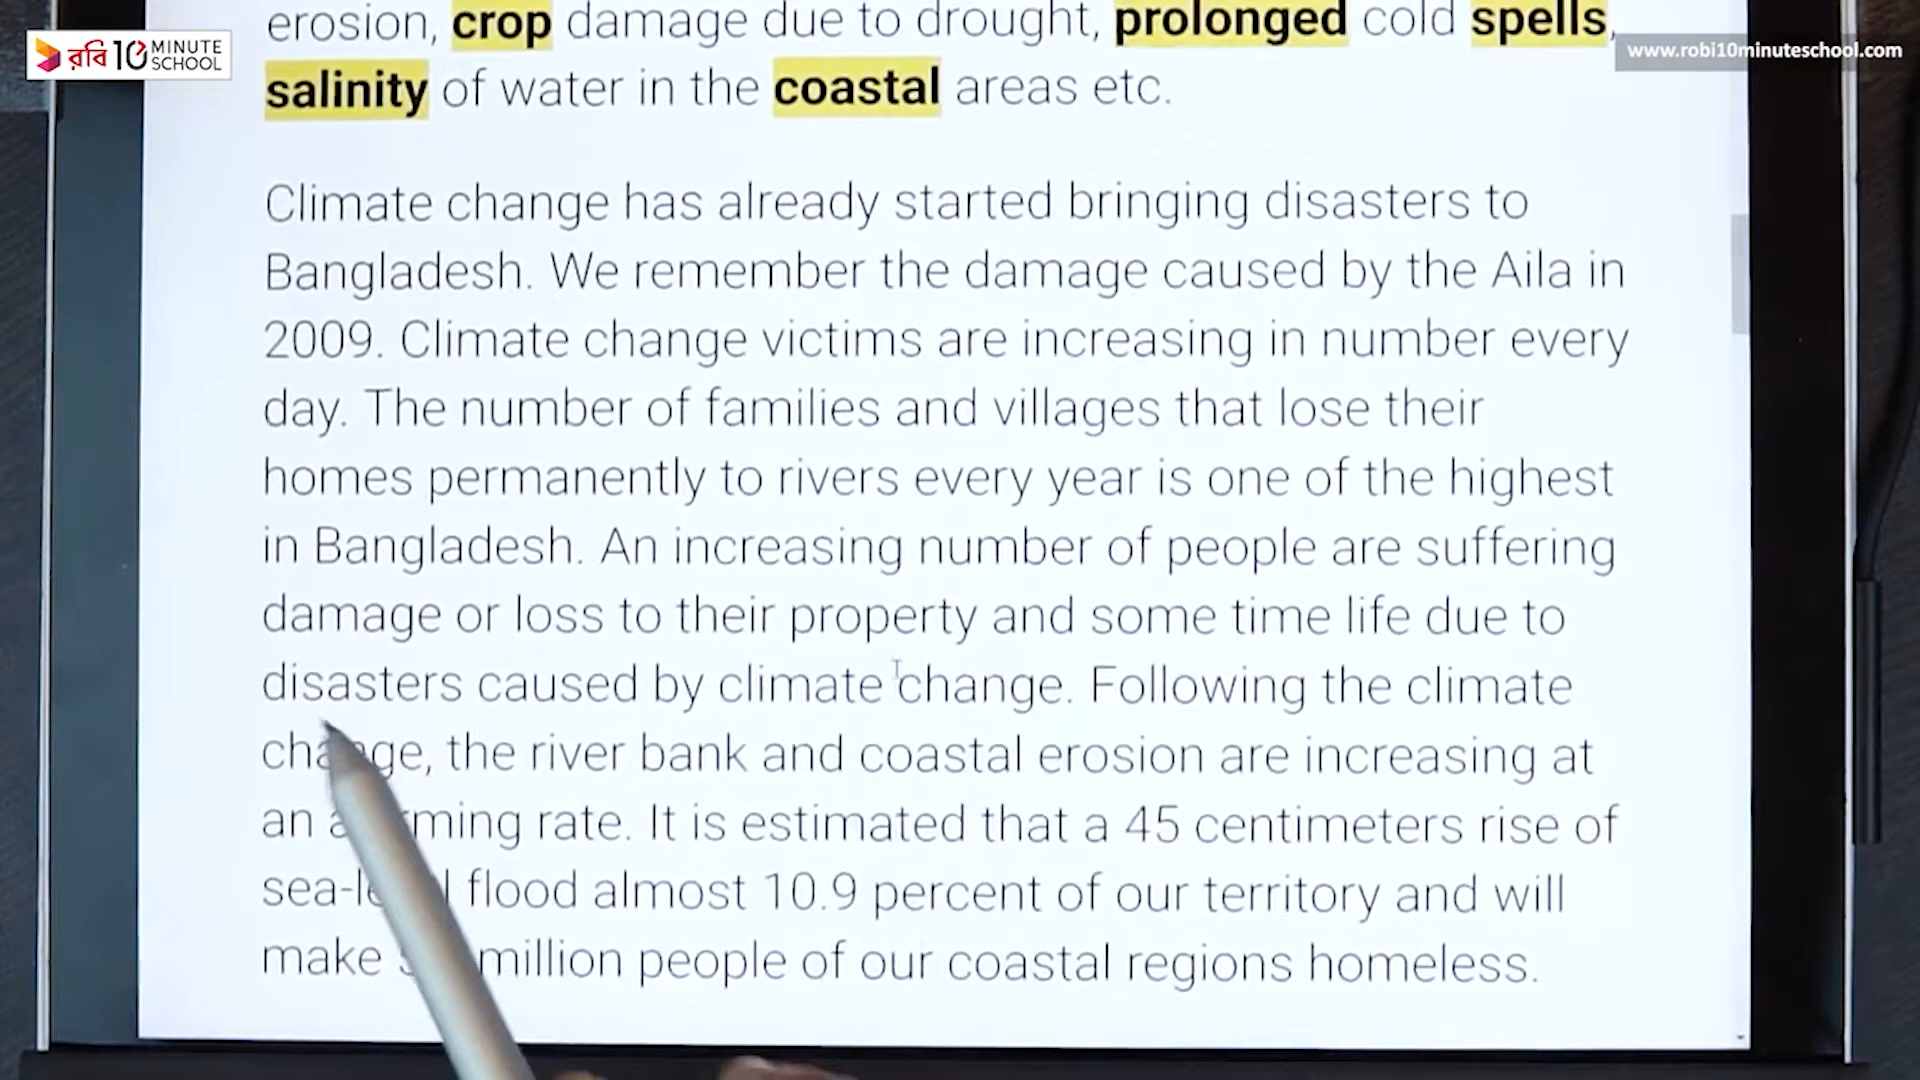 erosion, crop damage due to drought, prolonged cold spells,
রবি 10 MINUTE SCHOOL
www.robi10minuteschool.com
salinity of water in the coastal areas etc.
Climate change has already started bringing disasters to
Bangladesh. We remember the damage caused by the Aila in
2009. Climate change victims are increasing in number every
day. The number of families and villages that lose their
homes permanently to rivers every year is one of the highest
in Bangladesh. An increasing number of people are suffering
damage or loss to their property and some time life due to
disasters caused by climate change. Following the climate
change, the river bank and coastal erosion are increasing at
an rate. It is estimated that a 45 centimeters rise of
flood almost 10.9 percent of our territory and will
make million people of our coastal regions homeless.